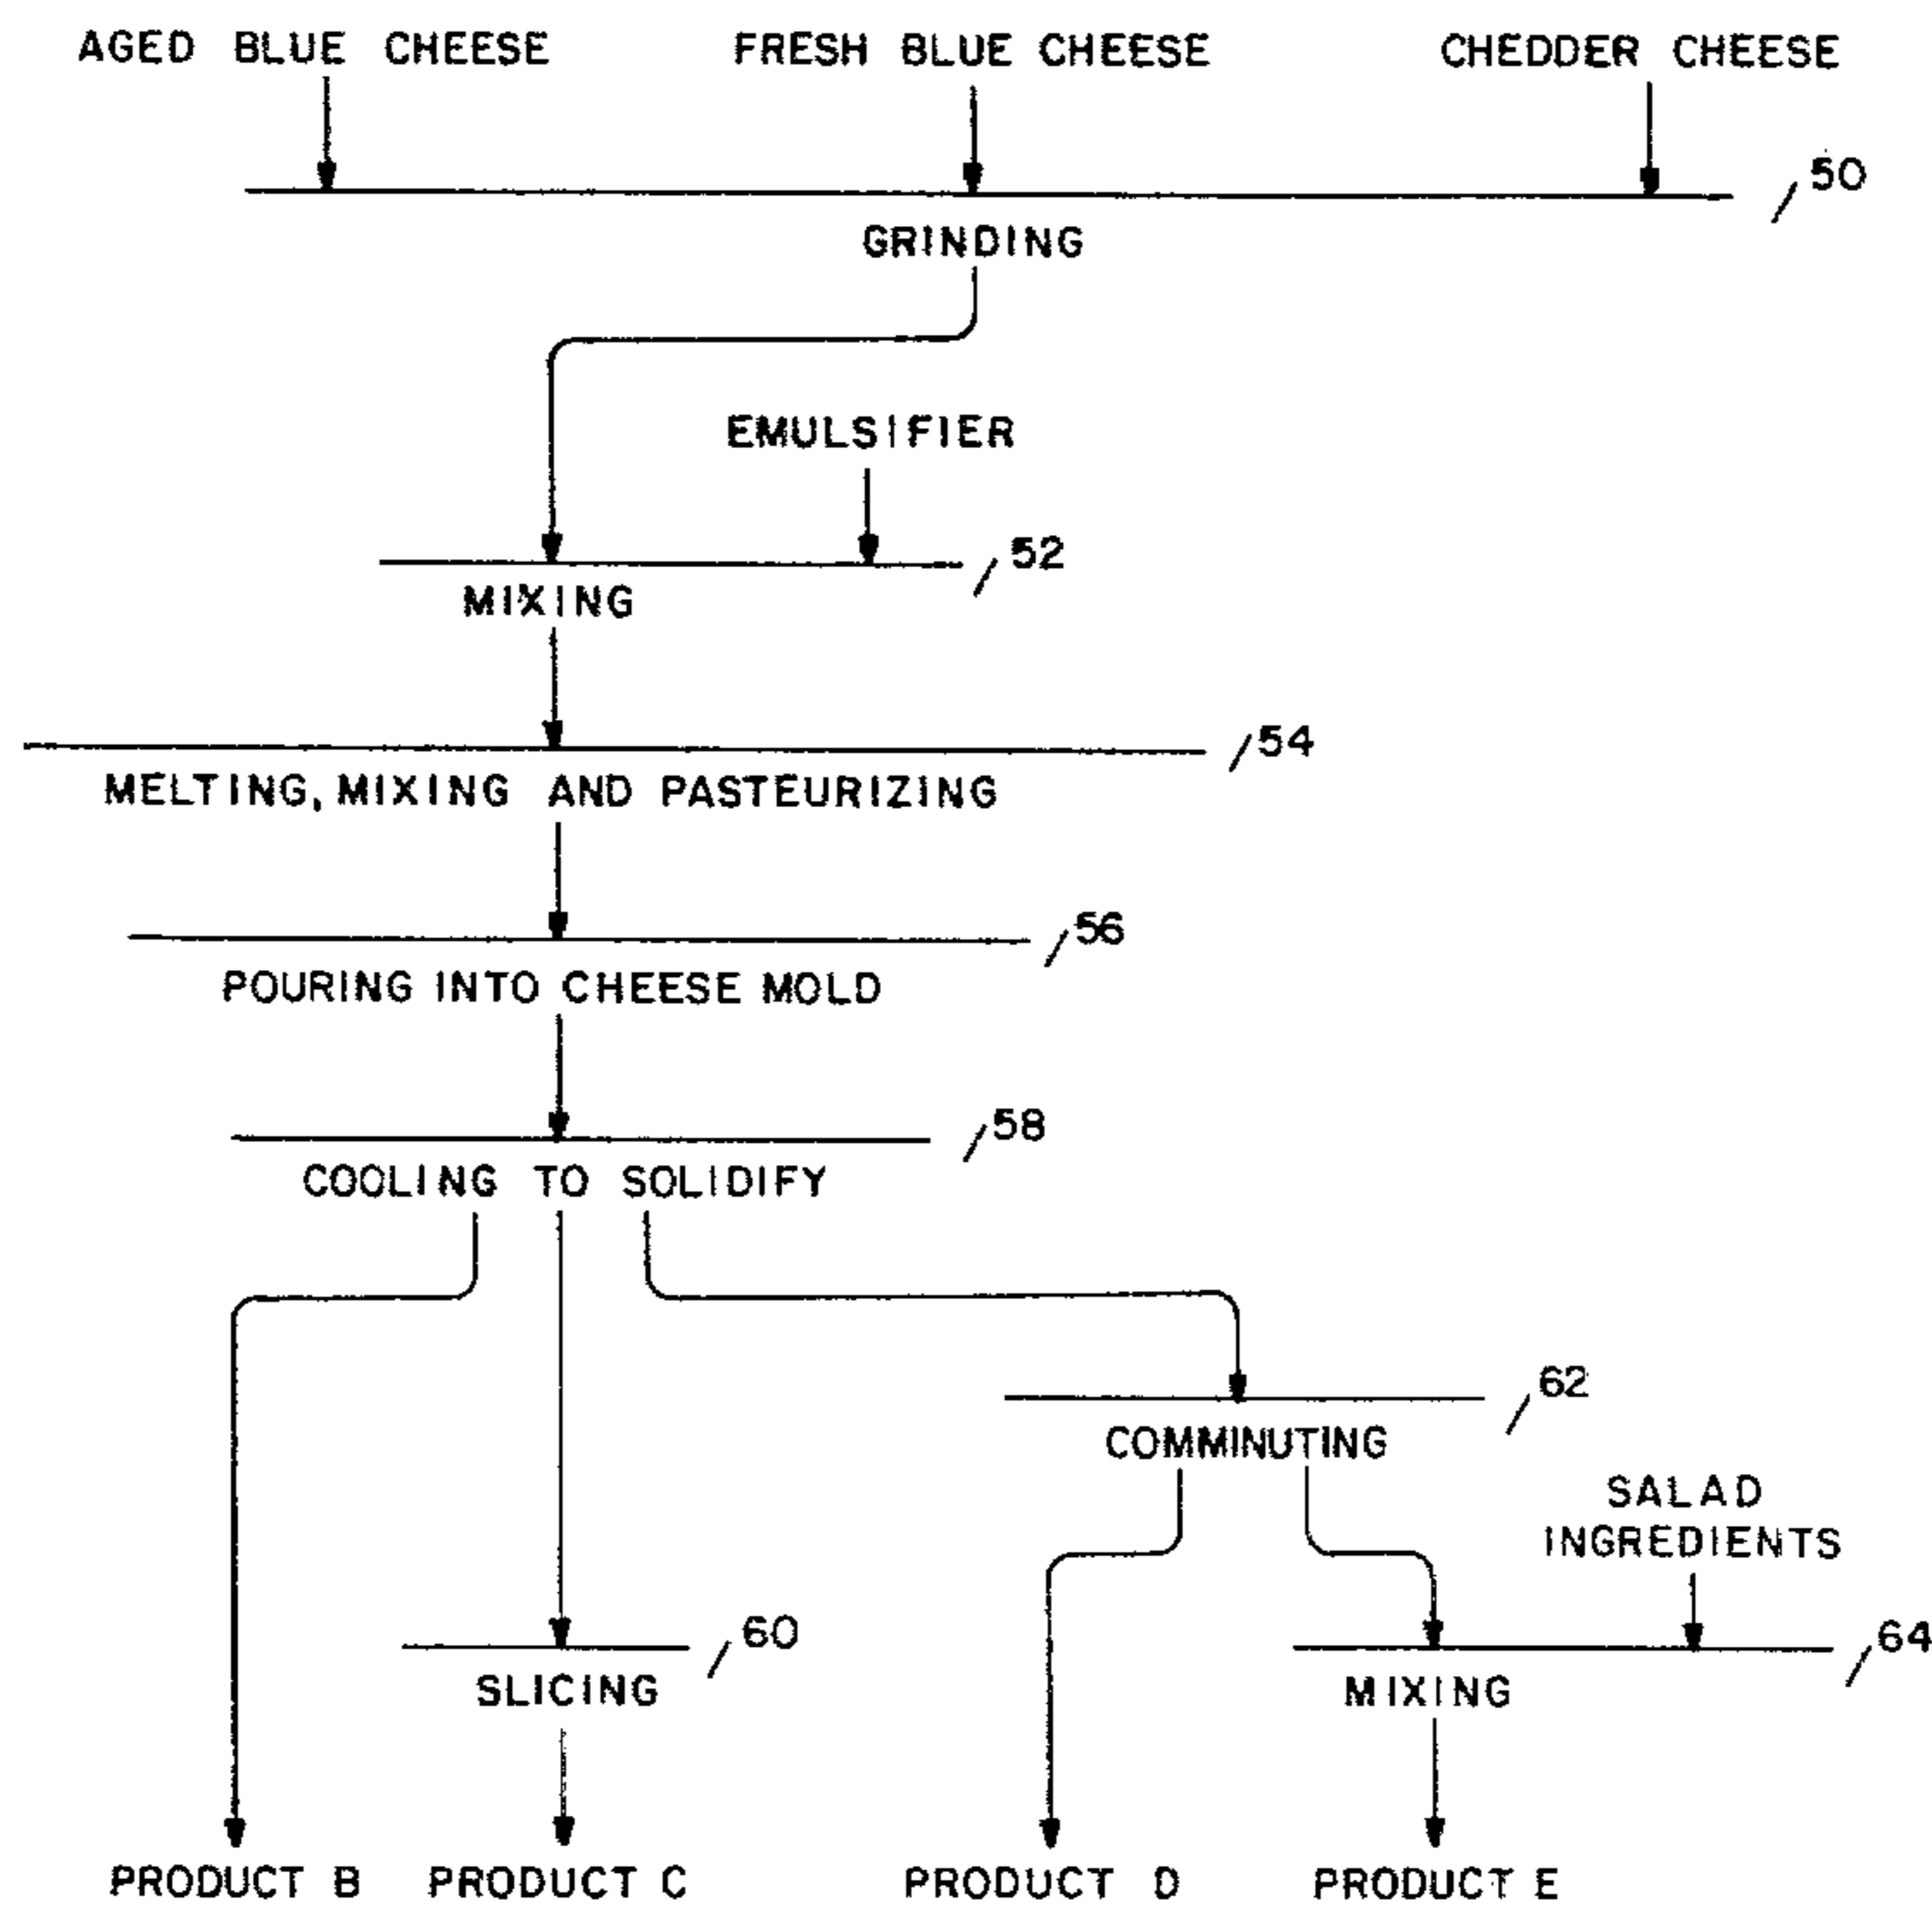 AGED BLUE CHEESE FRESH BLUE CHEESE CHEDDER CHEESE
50
GRINDING
EMULSIFIER
52
MIXING
54
MELTING, MIXING AND PASTEURIZING
56
POURING INTO CHEESE MOLD
58
COOLING TO SOLIDIFY
62
COMMINUTING
SALAD
INGREDIENTS
60
64
SLICING
MIXING
PRODUCT B PRODUCT C PRODUCT D PRODUCT E